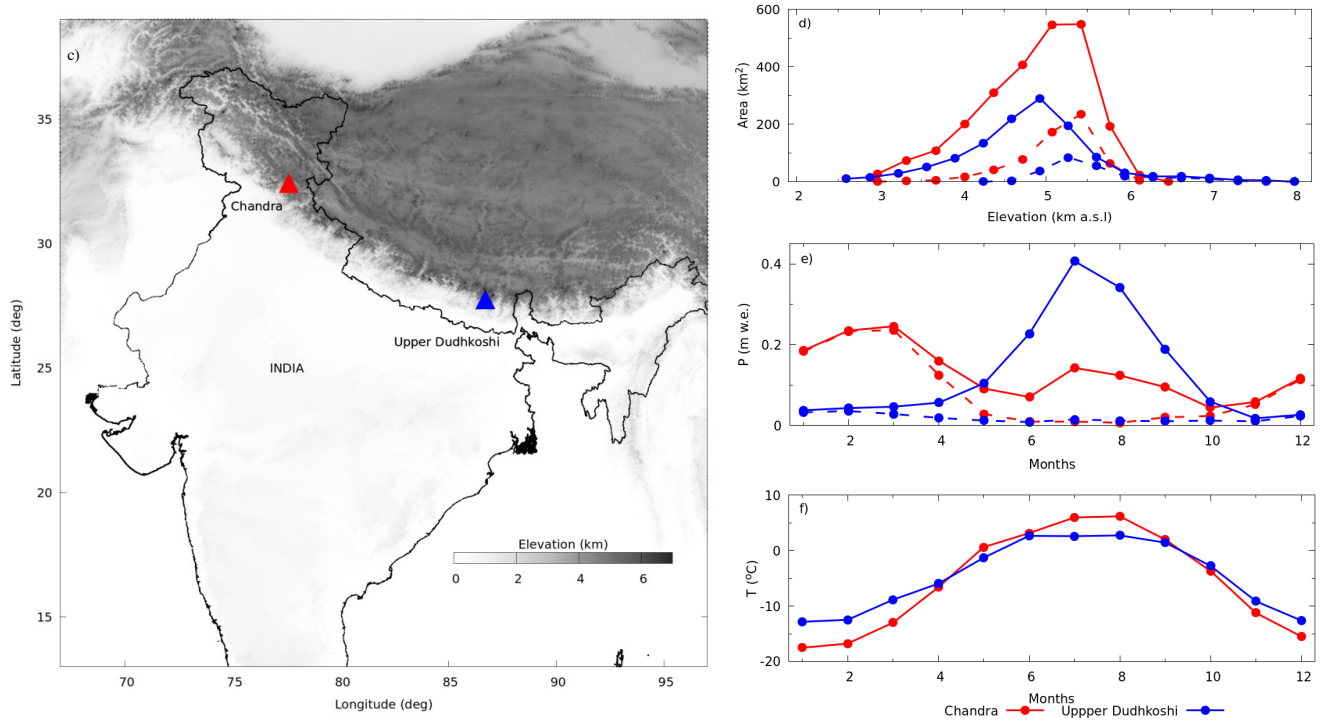 c)
35
30
25
20
15
Latitude (deg)
Chandra
Upper Dudhkoshi
INDIA
Elevation (km)
0 2 4 6
70 75 80 85 90 95
Longitude (deg)
d)
600
400
200
0
Area (km2)
2 3 4 5 6 7 8
Elevation (km a.s.l)
e)
0.4
0.2
0
P (m w.e.)
2 4 6 8 10 12
Months
f)
10
0
-10
-20
T (oC)
2 4 6 8 10 12
Months
Chandra Uppper Dudhkoshi